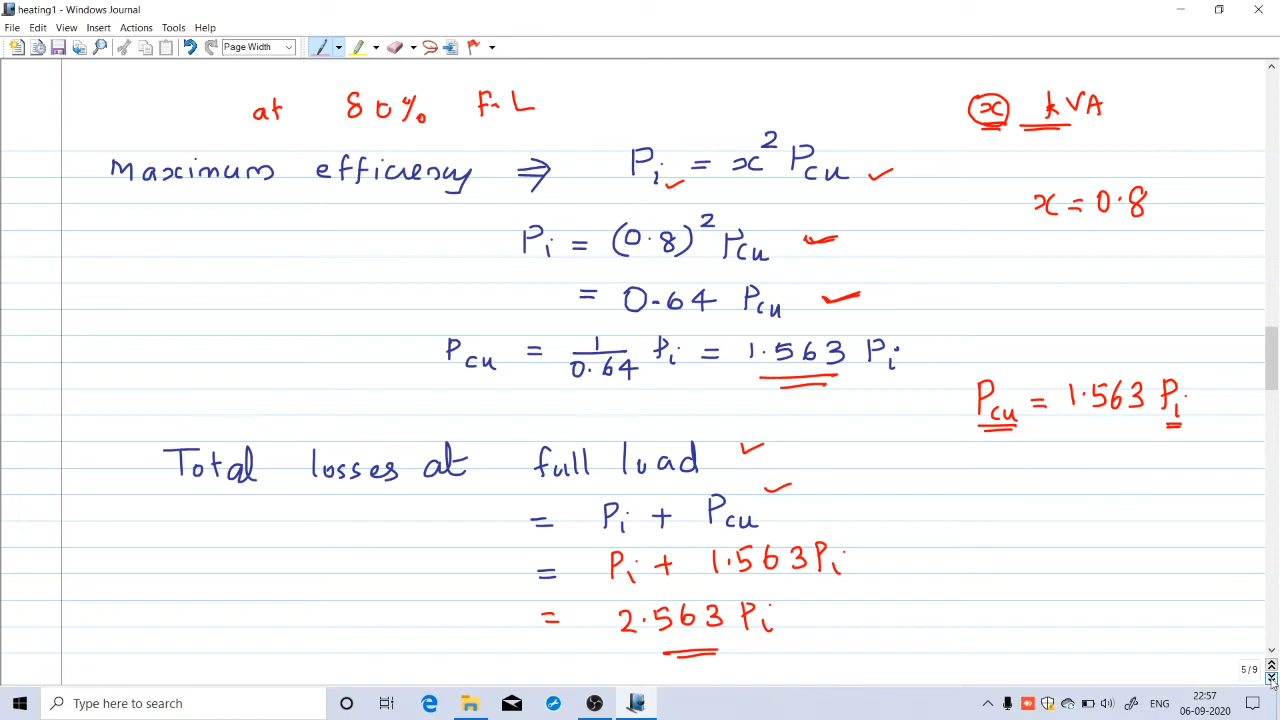 heating1 - Windows Journal
File Edit View Insert Actions Tools Help
Page Width
at 80% F.L
x kVA
Maximum efficiency ⇒ Pi = x² Pcu
x = 0.8
Pi = (0.8)² Pcu
= 0.64 Pcu
Pcu = 1/0.64 Pi = 1.563 Pi
Pcu = 1.563 Pi
Total losses at full load
= Pi + Pcu
= Pi + 1.563 Pi
= 2.563 Pi
5/9
Type here to search
ENG
22:57
06-09-2020